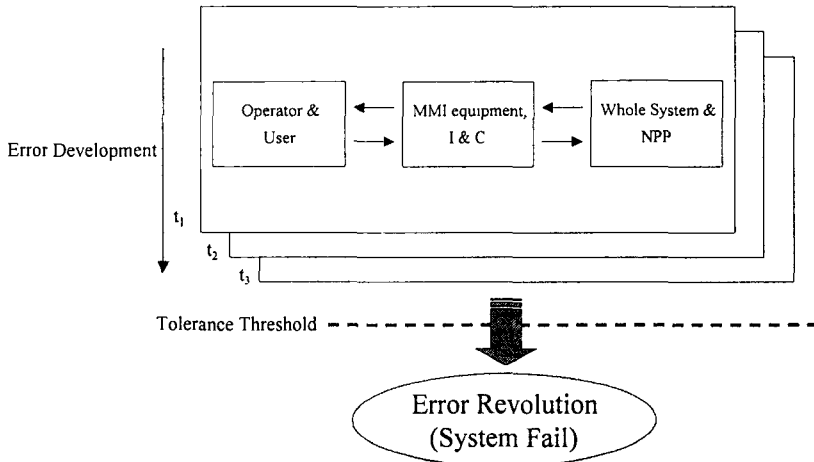 Operator &
User
MMI equipment,
I & C
Whole System &
NPP
Error Development
t1
t2
t3
Tolerance Threshold
Error Revolution
(System Fail)